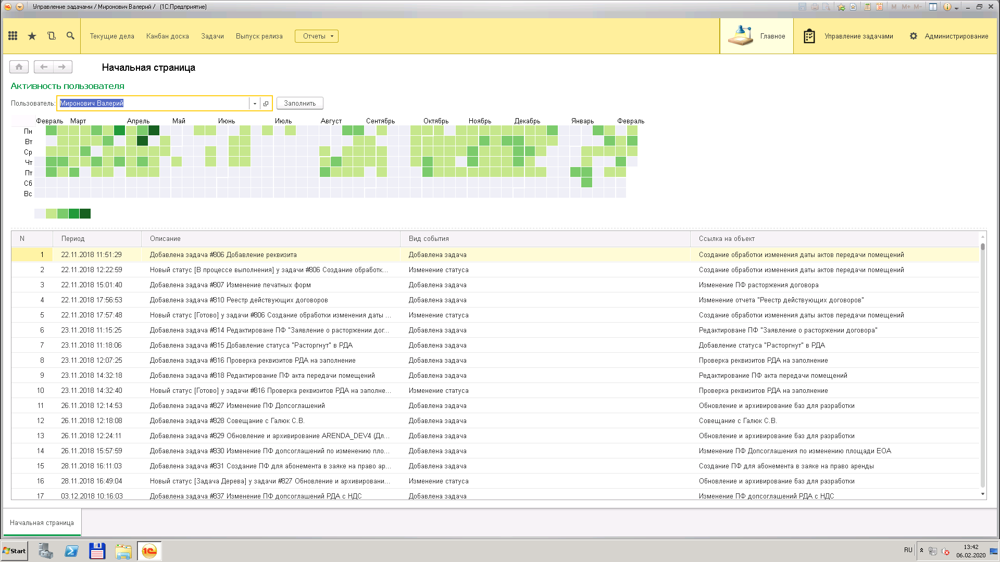 Управление задачами / Миронович Валерий / (1С:Предприятие)
M M+ M-
Текущие дела Канбан доска Задачи Выпуск релиза Отчеты Главное Управление задачами Администрирование
Начальная страница
Активность пользователя
Пользователь: Миронович Валерий Заполнить
Февраль Март Апрель Май Июнь Июль Август Сентябрь Октябрь Ноябрь Декабрь Январь Февраль
Пн
Вт
Ср
Чт
Пт
Сб
Вс
N Период Описание Вид события Ссылка на объект
1 22.11.2018 11:51:29 Добавлена задача #806 Добавление реквизита Добавлена задача Создание обработки изменения даты актов передачи помещений
2 22.11.2018 12:22:59 Новый статус [В процессе выполнения] у задачи #806 Создание обработк... Изменение статуса Создание обработки изменения даты актов передачи помещений
3 22.11.2018 15:01:40 Добавлена задача #807 Изменение печатных форм Добавлена задача Изменение ПФ расторжения договора
4 22.11.2018 17:56:53 Добавлена задача #810 Реестр действующих договоров Добавлена задача Изменение отчета "Реестр действующих договоров"
5 22.11.2018 17:57:48 Новый статус [Готово] у задачи #806 Создание обработки изменения даты ... Изменение статуса Создание обработки изменения даты актов передачи помещений
6 23.11.2018 11:15:25 Добавлена задача #814 Редактироване ПФ "Заявление о расторжении дог... Добавлена задача Редактироване ПФ "Заявление о расторжении договора"
7 23.11.2018 11:18:06 Добавлена задача #815 Добавление статуса "Расторгнут" в РДА Добавлена задача Добавление статуса "Расторгнут" в РДА
8 23.11.2018 12:07:25 Добавлена задача #816 Проверка реквизитов РДА на заполнение Добавлена задача Проверка реквизитов РДА на заполнение
9 23.11.2018 14:32:18 Добавлена задача #818 Редактирование ПФ акта передачи помещений Добавлена задача Редактирование ПФ акта передачи помещений
10 23.11.2018 14:32:40 Новый статус [Готово] у задачи #816 Проверка реквизитов РДА на заполне... Изменение статуса Проверка реквизитов РДА на заполнение
11 26.11.2018 12:14:53 Добавлена задача #827 Изменение ПФ Допсоглашений Добавлена задача Обновление и архивирование баз для разработки
12 26.11.2018 12:18:08 Добавлена задача #828 Совещание с Галюк С.В. Добавлена задача Совещание с Галюк С.В.
13 26.11.2018 12:24:11 Добавлена задача #829 Обновление и архивирование ARENDA_DEV4 (Дл... Добавлена задача Обновление и архивирование баз для разработки
14 26.11.2018 15:57:59 Добавлена задача #830 Изменение ПФ допсоглашений по изменению пло... Добавлена задача Изменение ПФ Допсоглашения по изменению площади ЕОА
15 28.11.2018 16:11:03 Добавлена задача #831 Создание ПФ для абонемента в заяке на право ар... Добавлена задача Создание ПФ для абонемента в заяке на право аренды
16 28.11.2018 16:49:04 Новый статус [Задача Дерева] у задачи #827 Обновление и архивировани... Изменение статуса Обновление и архивирование баз для разработки
17 03.12.2018 10:16:03 Добавлена задача #837 Изменение ПФ допсоглашений РДА с НДС Добавлена задача Изменение ПФ допсоглашений РДА с НДС
Начальная страница
Start RU 13:42
06.02.2020